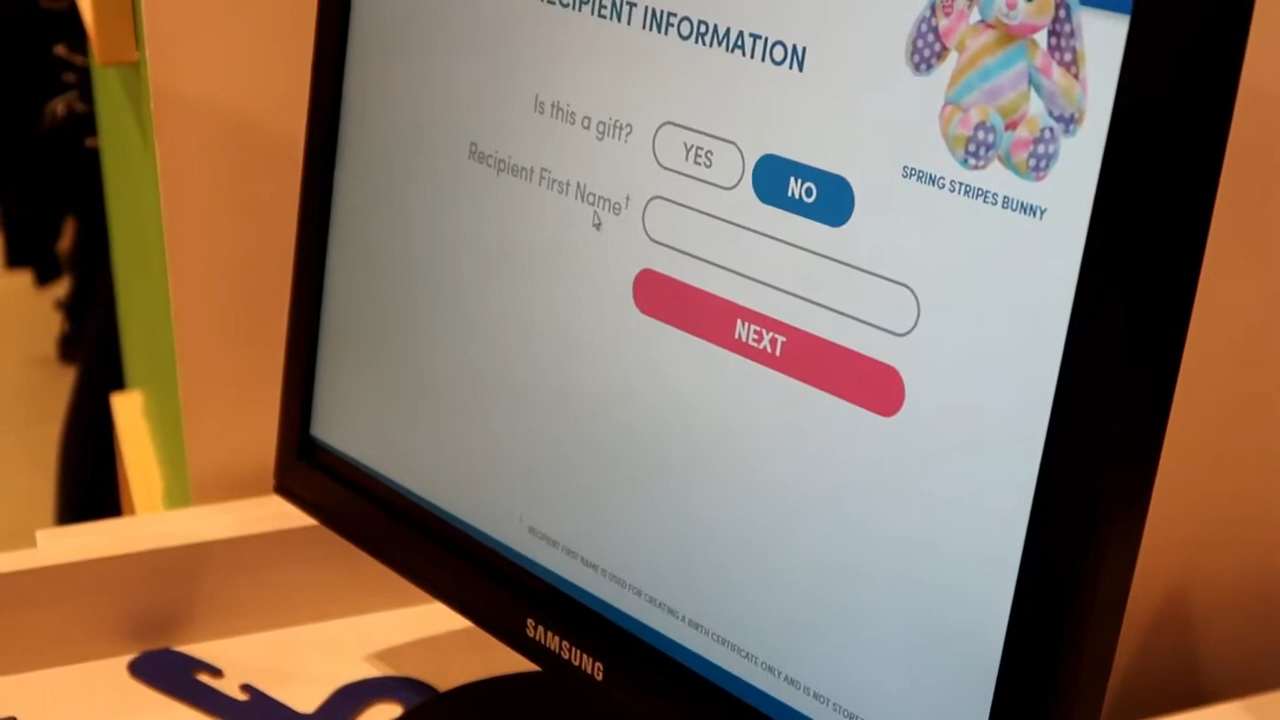 RECIPIENT INFORMATION
Is this a gift?
YES
NO
Recipient First Name†
NEXT
SPRING STRIPES BUNNY
RECIPIENT FIRST NAME IS USED FOR CREATING A BIRTH CERTIFICATE ONLY AND IS NOT STORE
SAMSUNG